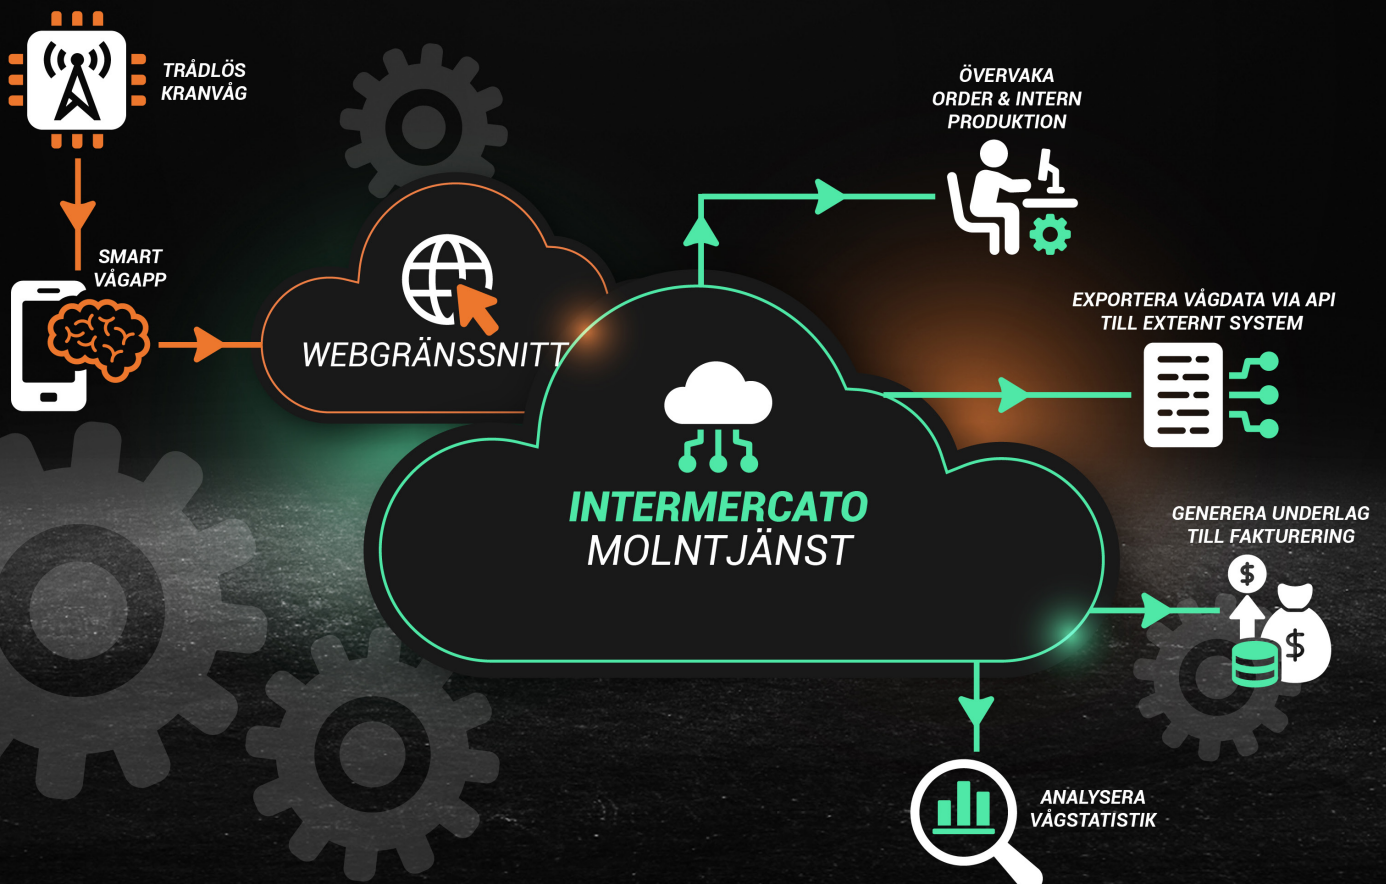 TRÅDLÖS
KRANVÅG
SMART
VÅGAPP
WEBGRÄNSSNITT
INTERMERCATO
MOLNTJÄNST
ÖVERVAKA
ORDER & INTERN
PRODUKTION
EXPORTERA VÅGDATA VIA API
TILL EXTERNT SYSTEM
GENERERA UNDERLAG
TILL FAKTURERING
$
$
ANALYSERA
VÅGSTATISTIK